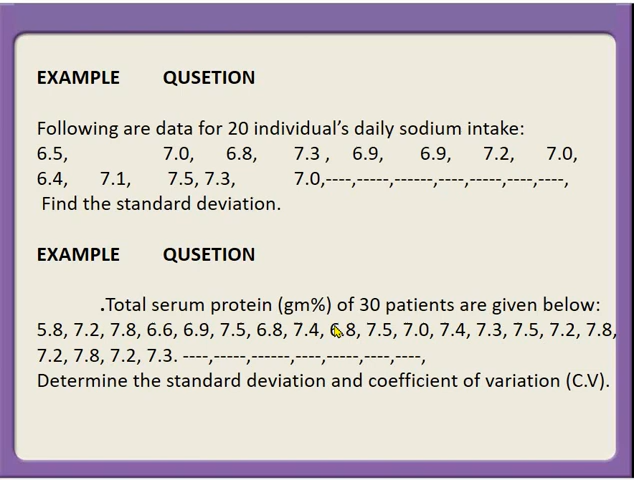 EXAMPLE QUSETION
Following are data for 20 individual's daily sodium intake:
6.5, 7.0, 6.8, 7.3 , 6.9, 6.9, 7.2, 7.0,
6.4, 7.1, 7.5, 7.3, 7.0,----,-----,------,----,-----,----,----,
Find the standard deviation.
EXAMPLE QUSETION
.Total serum protein (gm%) of 30 patients are given below:
5.8, 7.2, 7.8, 6.6, 6.9, 7.5, 6.8, 7.4, 6.8, 7.5, 7.0, 7.4, 7.3, 7.5, 7.2, 7.8,
7.2, 7.8, 7.2, 7.3. ----,-----,------,----,-----,----,----,
Determine the standard deviation and coefficient of variation (C.V).